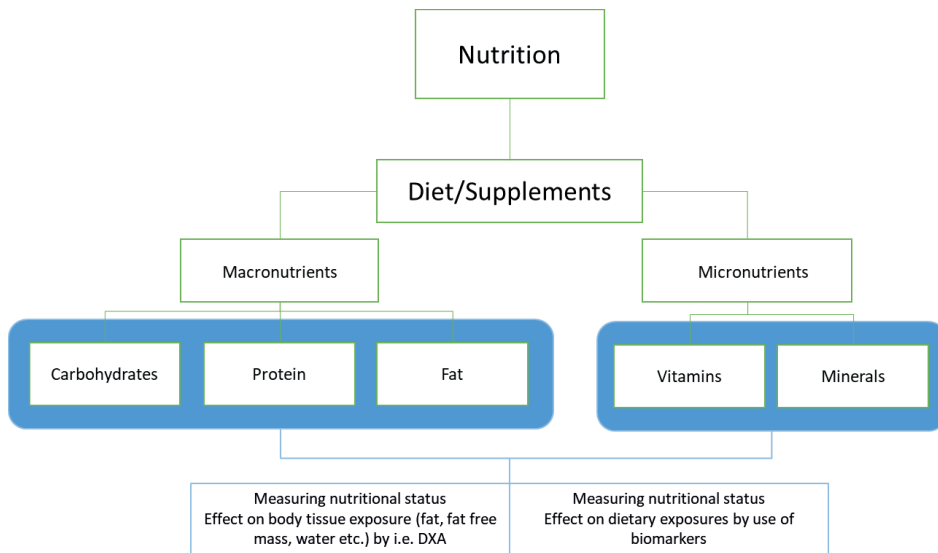 Nutrition
Diet/Supplements
Macronutrients
Micronutrients
Carbohydrates
Protein
Fat
Vitamins
Minerals
Measuring nutritional status
Effect on body tissue exposure (fat, fat free
mass, water etc.) by i.e. DXA
Measuring nutritional status
Effect on dietary exposures by use of
biomarkers